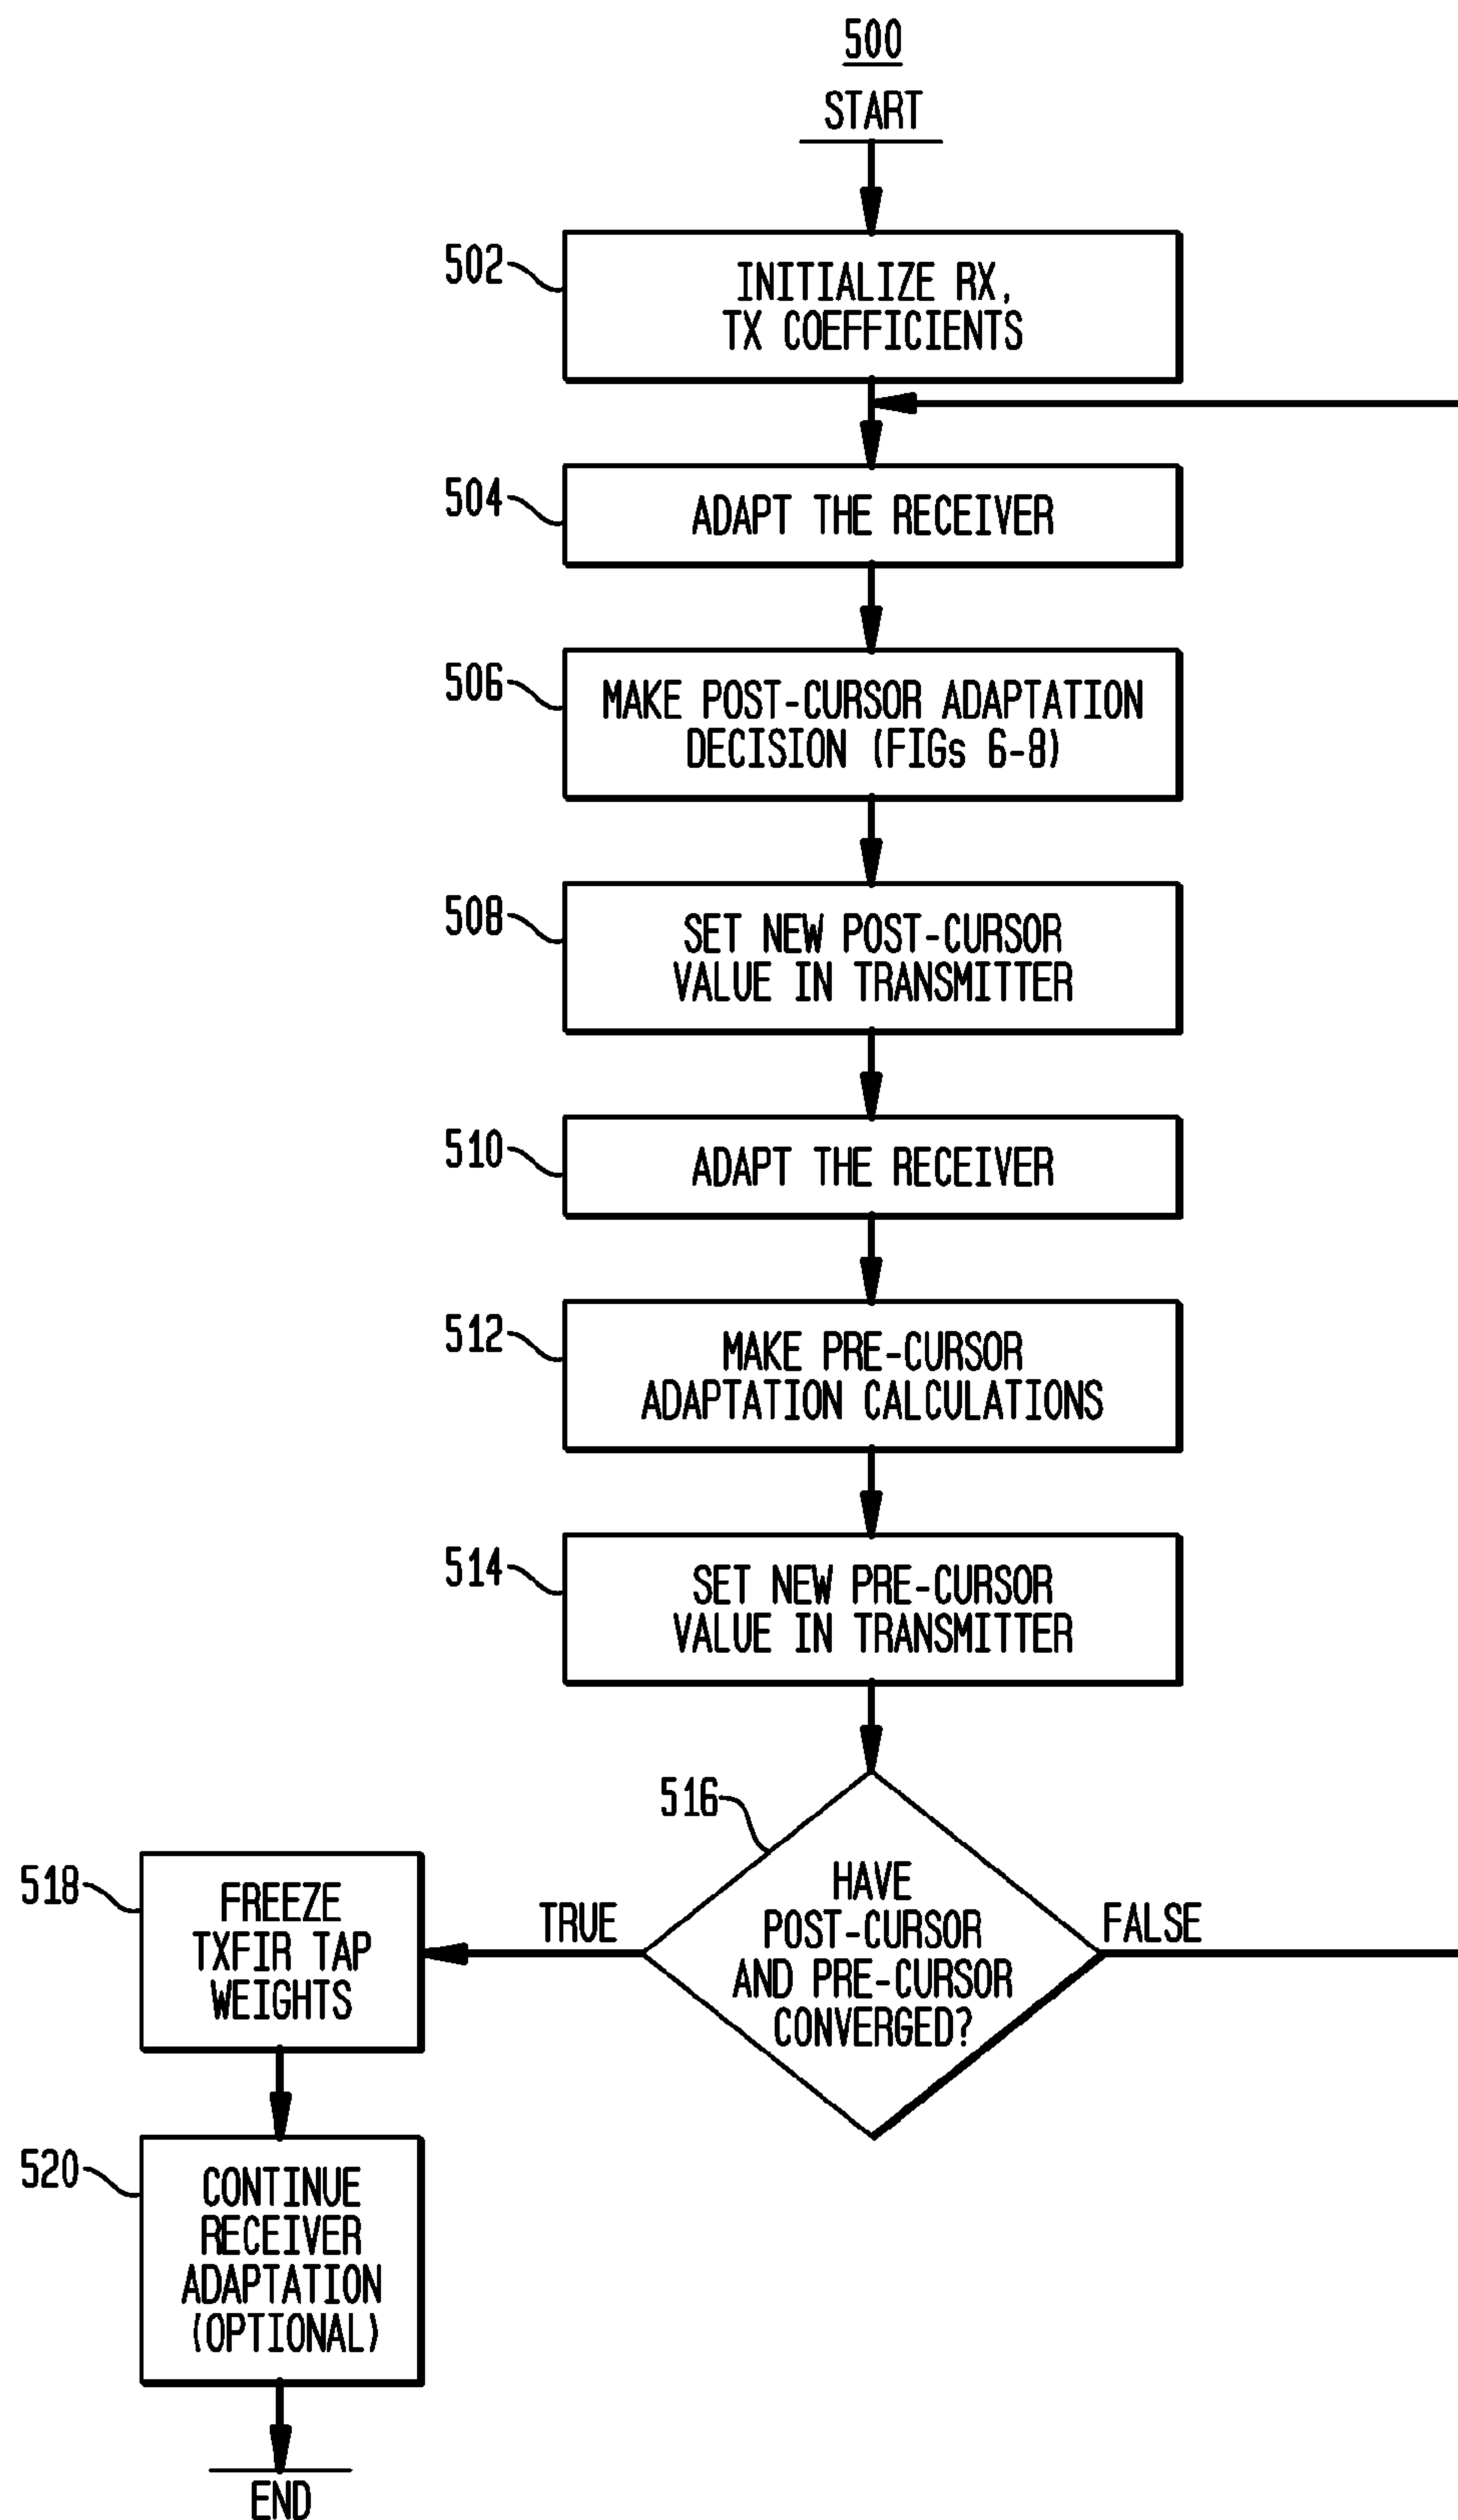 500
START
502
INITIALIZE RX,
TX COEFFICIENTS
504
ADAPT THE RECEIVER
506
MAKE POST-CURSOR ADAPTATION
DECISION (FIGs 6-8)
508
SET NEW POST-CURSOR
VALUE IN TRANSMITTER
510
ADAPT THE RECEIVER
512
MAKE PRE-CURSOR
ADAPTATION CALCULATIONS
514
SET NEW PRE-CURSOR
VALUE IN TRANSMITTER
516
HAVE
POST-CURSOR
AND PRE-CURSOR
CONVERGED?
TRUE
FALSE
518
FREEZE
TXFIR TAP
WEIGHTS
520
CONTINUE
RECEIVER
ADAPTATION
(OPTIONAL)
END